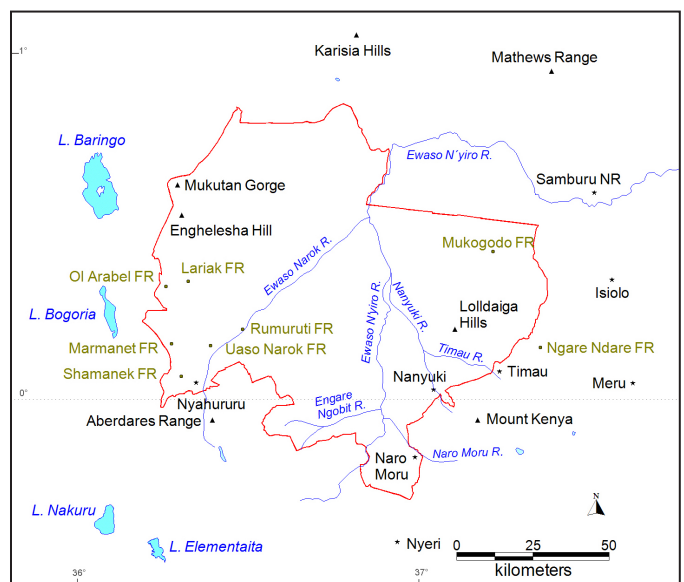 1°
Karisia Hills
Mathews Range
L. Baringo
Ewaso N´yiro R.
Samburu NR
Mukutan Gorge
Enghelesha Hill
Mukogodo FR
Ewaso Narok R.
Ol Arabel FR
Lariak FR
Isiolo
L. Bogoria
Nanyuki R.
Lolldaiga
Hills
Ewaso N'yiro R.
Rumuruti FR
Marmanet FR
Uaso Narok FR
Timau R.
Ngare Ndare FR
Shamanek FR
Timau
Nanyuki
Meru
0°
Nyahururu
Engare
Ngobit R.
Aberdares Range
Mount Kenya
Naro
Moru
Naro Moru R.
L. Nakuru
N
L. Elementaita
Nyeri
0 25 50
kilometers
36°
37°